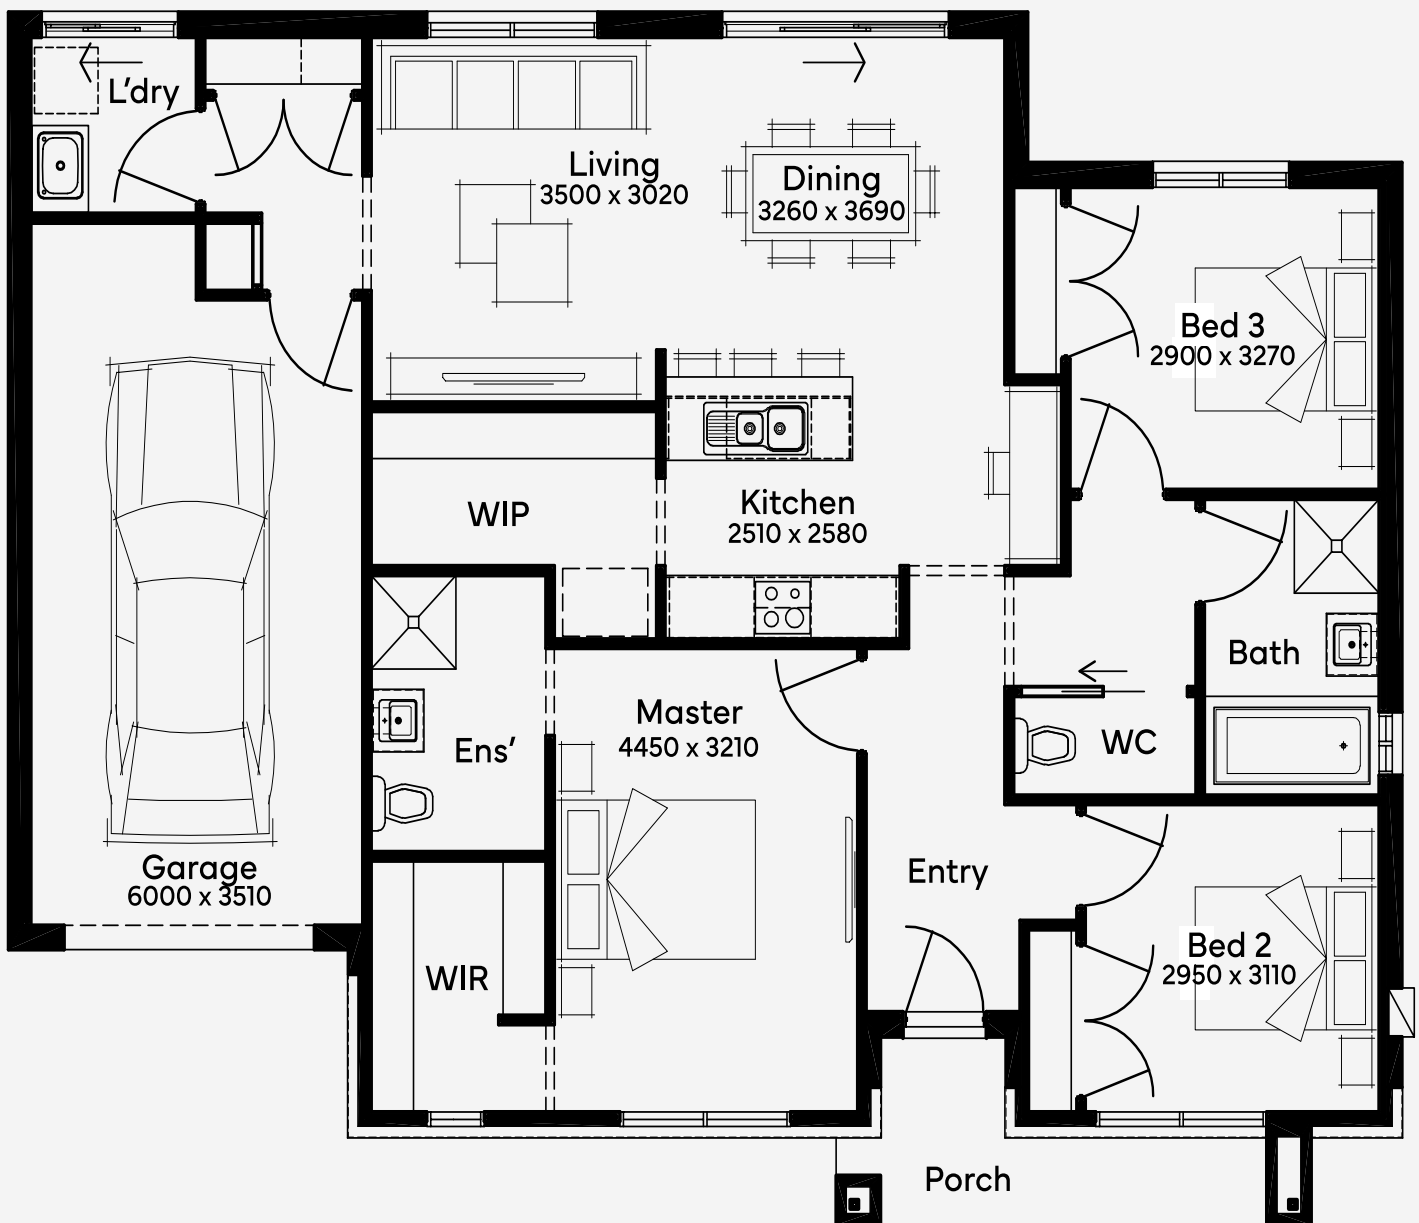 L'dry
Living
3500 x 3020
Dining
3260 x 3690
Bed 3
2900 x 3270
WIP
Kitchen
2510 x 2580
Bath
Master
4450 x 3210
Ens'
WC
Garage
6000 x 3510
Entry
WIR
Bed 2
2950 x 3110
Porch